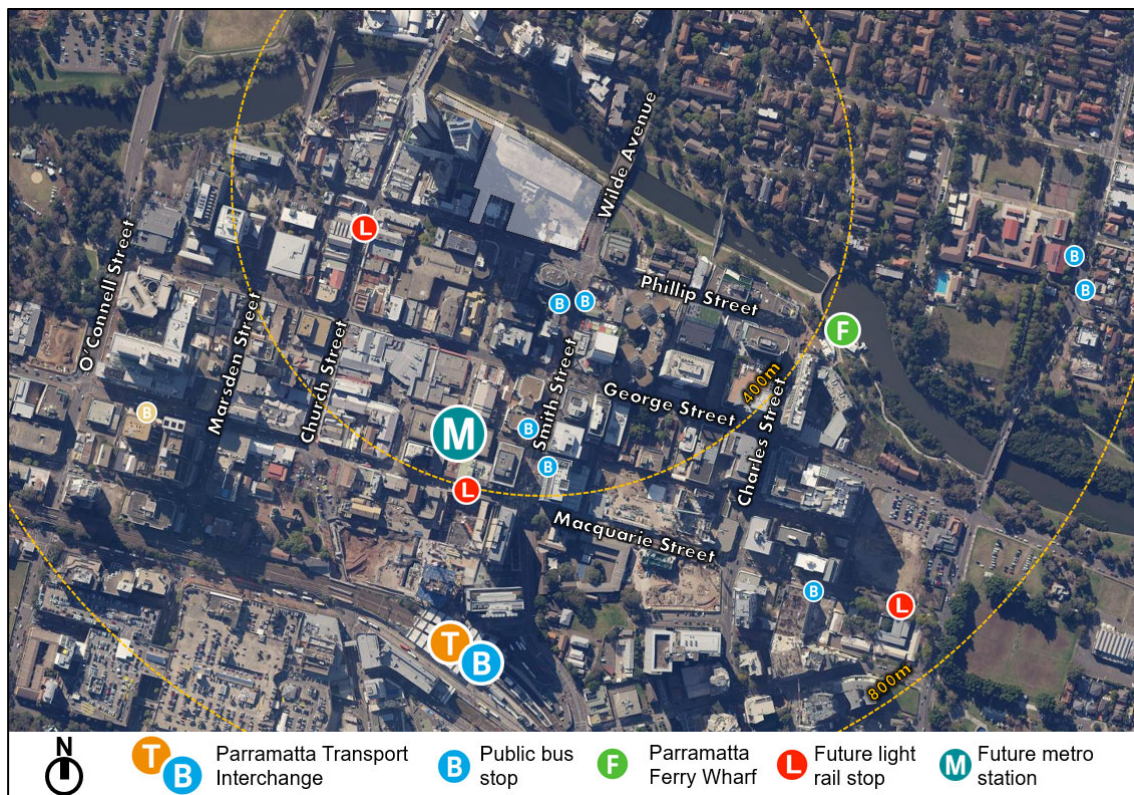 Wilde Avenue
L
O'Connell Street
B
B
B
B
Phillip Street
F
Marsden Street
Church Street
Smith Street
400m
George Street
B
M
B
B
Charles Street
L
Macquarie Street
B
L
T
B
800m
N
T
B
Parramatta Transport
Interchange
B
Public bus
stop
F
Parramatta
Ferry Wharf
L
Future light
rail stop
M
Future metro
station